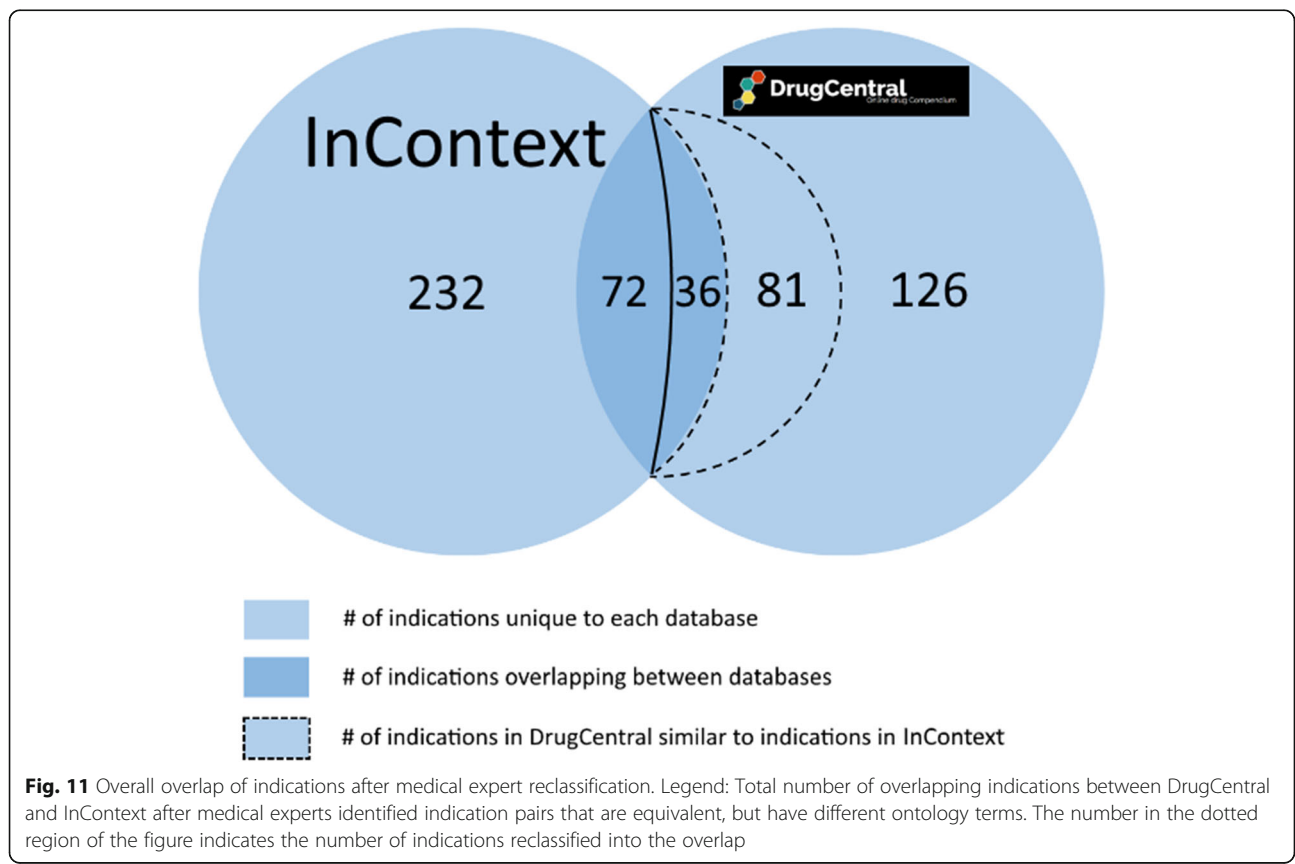 DrugCentral
Online drug Compendium
InContext
232
72
36
81
126
# of indications unique to each database
# of indications overlapping between databases
# of indications in DrugCentral similar to indications in InContext
Fig. 11 Overall overlap of indications after medical expert reclassification. Legend: Total number of overlapping indications between DrugCentral
and InContext after medical experts identified indication pairs that are equivalent, but have different ontology terms. The number in the dotted
region of the figure indicates the number of indications reclassified into the overlap